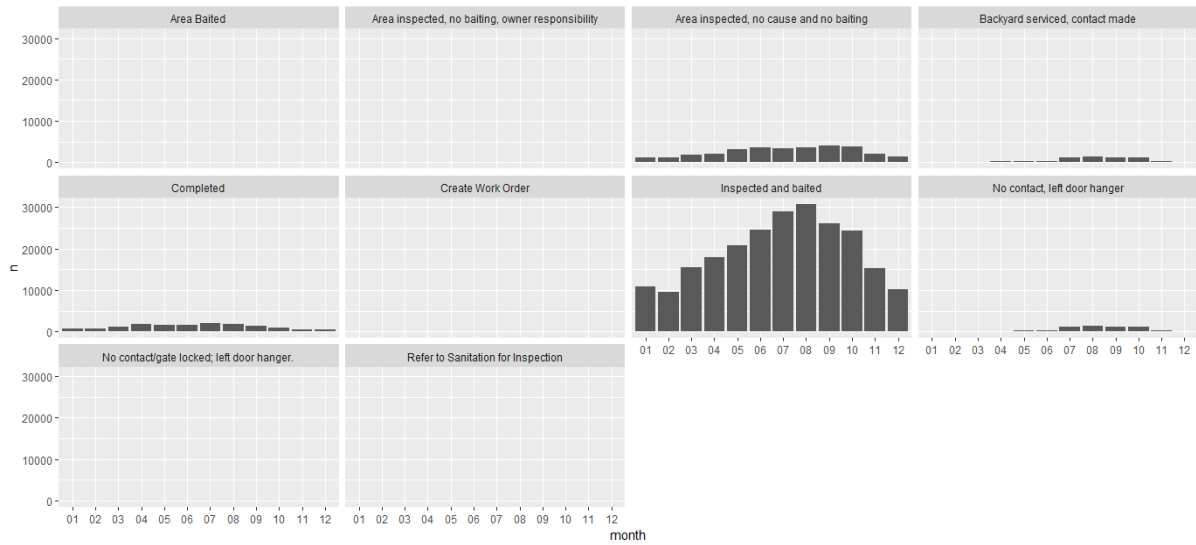 Area Baited
Area inspected, no baiting, owner responsibility
Area inspected, no cause and no baiting
Backyard serviced, contact made
30000
20000
10000
0
Completed
Create Work Order
Inspected and baited
No contact, left door hanger
30000
20000
10000
0
n
01 02 03 04 05 06 07 08 09 10 11 12
01 02 03 04 05 06 07 08 09 10 11 12
No contact/gate locked; left door hanger.
Refer to Sanitation for Inspection
30000
20000
10000
0
01 02 03 04 05 06 07 08 09 10 11 12
01 02 03 04 05 06 07 08 09 10 11 12
month